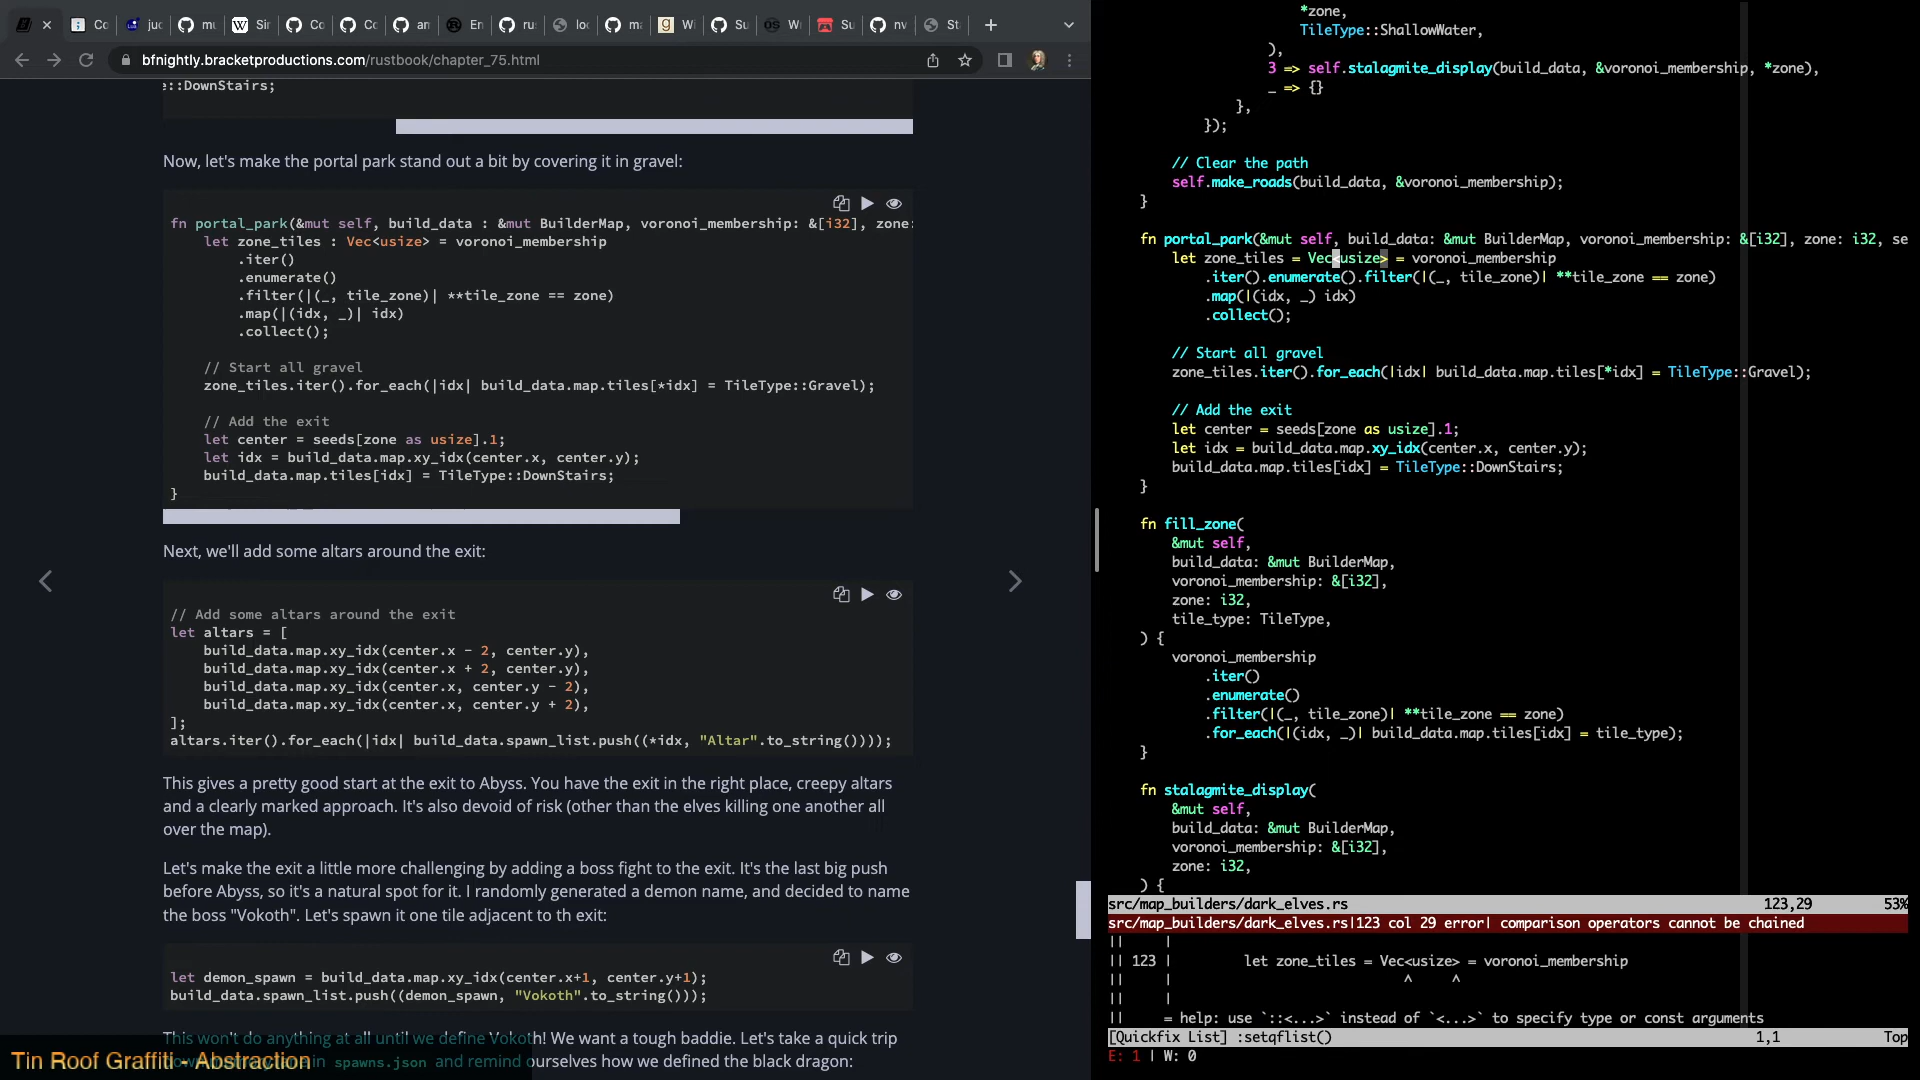 Co
juc
mu
Sir
Co
Co
an
En
ru
loc
ma
Wi
Su
Wr
Su
nv
St
bfnightly.bracketproductions.com/rustbook/chapter_75.html
e::DownStairs;
Now, let's make the portal park stand out a bit by covering it in gravel:
fn portal_park(&mut self, build_data : &mut BuilderMap, voronoi_membership: &[i32], zone:
let zone_tiles : Vec<usize> = voronoi_membership
.iter()
.enumerate()
.filter(|(_, tile_zone)| **tile_zone == zone)
.map(|(idx, _)| idx)
.collect();
// Start all gravel
zone_tiles.iter().for_each(|idx| build_data.map.tiles[*idx] = TileType::Gravel);
// Add the exit
let center = seeds[zone as usize].1;
let idx = build_data.map.xy_idx(center.x, center.y);
build_data.map.tiles[idx] = TileType::DownStairs;
}
Next, we'll add some altars around the exit:
// Add some altars around the exit
let altars = [
build_data.map.xy_idx(center.x - 2, center.y),
build_data.map.xy_idx(center.x + 2, center.y),
build_data.map.xy_idx(center.x, center.y - 2),
build_data.map.xy_idx(center.x, center.y + 2),
];
altars.iter().for_each(|idx| build_data.spawn_list.push((*idx, "Altar".to_string())));
This gives a pretty good start at the exit to Abyss. You have the exit in the right place, creepy altars
and a clearly marked approach. It's also devoid of risk (other than the elves killing one another all
over the map).
Let's make the exit a little more challenging by adding a boss fight to the exit. It's the last big push
before Abyss, so it's a natural spot for it. I randomly generated a demon name, and decided to name
the boss "Vokoth". Let's spawn it one tile adjacent to th exit:
let demon_spawn = build_data.map.xy_idx(center.x+1, center.y+1);
build_data.spawn_list.push((demon_spawn, "Vokoth".to_string()));
This won't do anything at all until we define Vokoth! We want a tough baddie. Let's take a quick trip
in spawns.json and remind ourselves how we defined the black dragon:
Tin Roof Graffiti - Abstraction
*zone,
TileType::ShallowWater,
),
3 => self.stalagmite_display(build_data, &voronoi_membership, *zone),
_ => {}
},
});
// Clear the path
self.make_roads(build_data, &voronoi_membership);
}
fn portal_park(&mut self, build_data: &mut BuilderMap, voronoi_membership: &[i32], zone: i32, se
let zone_tiles = Vec<usize> = voronoi_membership
.iter().enumerate().filter(|(_, tile_zone)| **tile_zone == zone)
.map(|(idx, _) idx)
.collect();
// Start all gravel
zone_tiles.iter().for_each(|idx| build_data.map.tiles[*idx] = TileType::Gravel);
// Add the exit
let center = seeds[zone as usize].1;
let idx = build_data.map.xy_idx(center.x, center.y);
build_data.map.tiles[idx] = TileType::DownStairs;
}
fn fill_zone(
&mut self,
build_data: &mut BuilderMap,
voronoi_membership: &[i32],
zone: i32,
tile_type: TileType,
) {
voronoi_membership
.iter()
.enumerate()
.filter(|(_, tile_zone)| **tile_zone == zone)
.for_each(|(idx, _)| build_data.map.tiles[idx] = tile_type);
}
fn stalagmite_display(
&mut self,
build_data: &mut BuilderMap,
voronoi_membership: &[i32],
zone: i32,
) {
src/map_builders/dark_elves.rs 123,29 53%
src/map_builders/dark_elves.rs|123 col 29 error| comparison operators cannot be chained
|| |
|| 123 | let zone_tiles = Vec<usize> = voronoi_membership
|| | ^ ^
|| |
|| = help: use `::<...>` instead of `<...>` to specify type or const arguments
[Quickfix List] :setqflist() 1,1 Top
E: 1 | W: 0